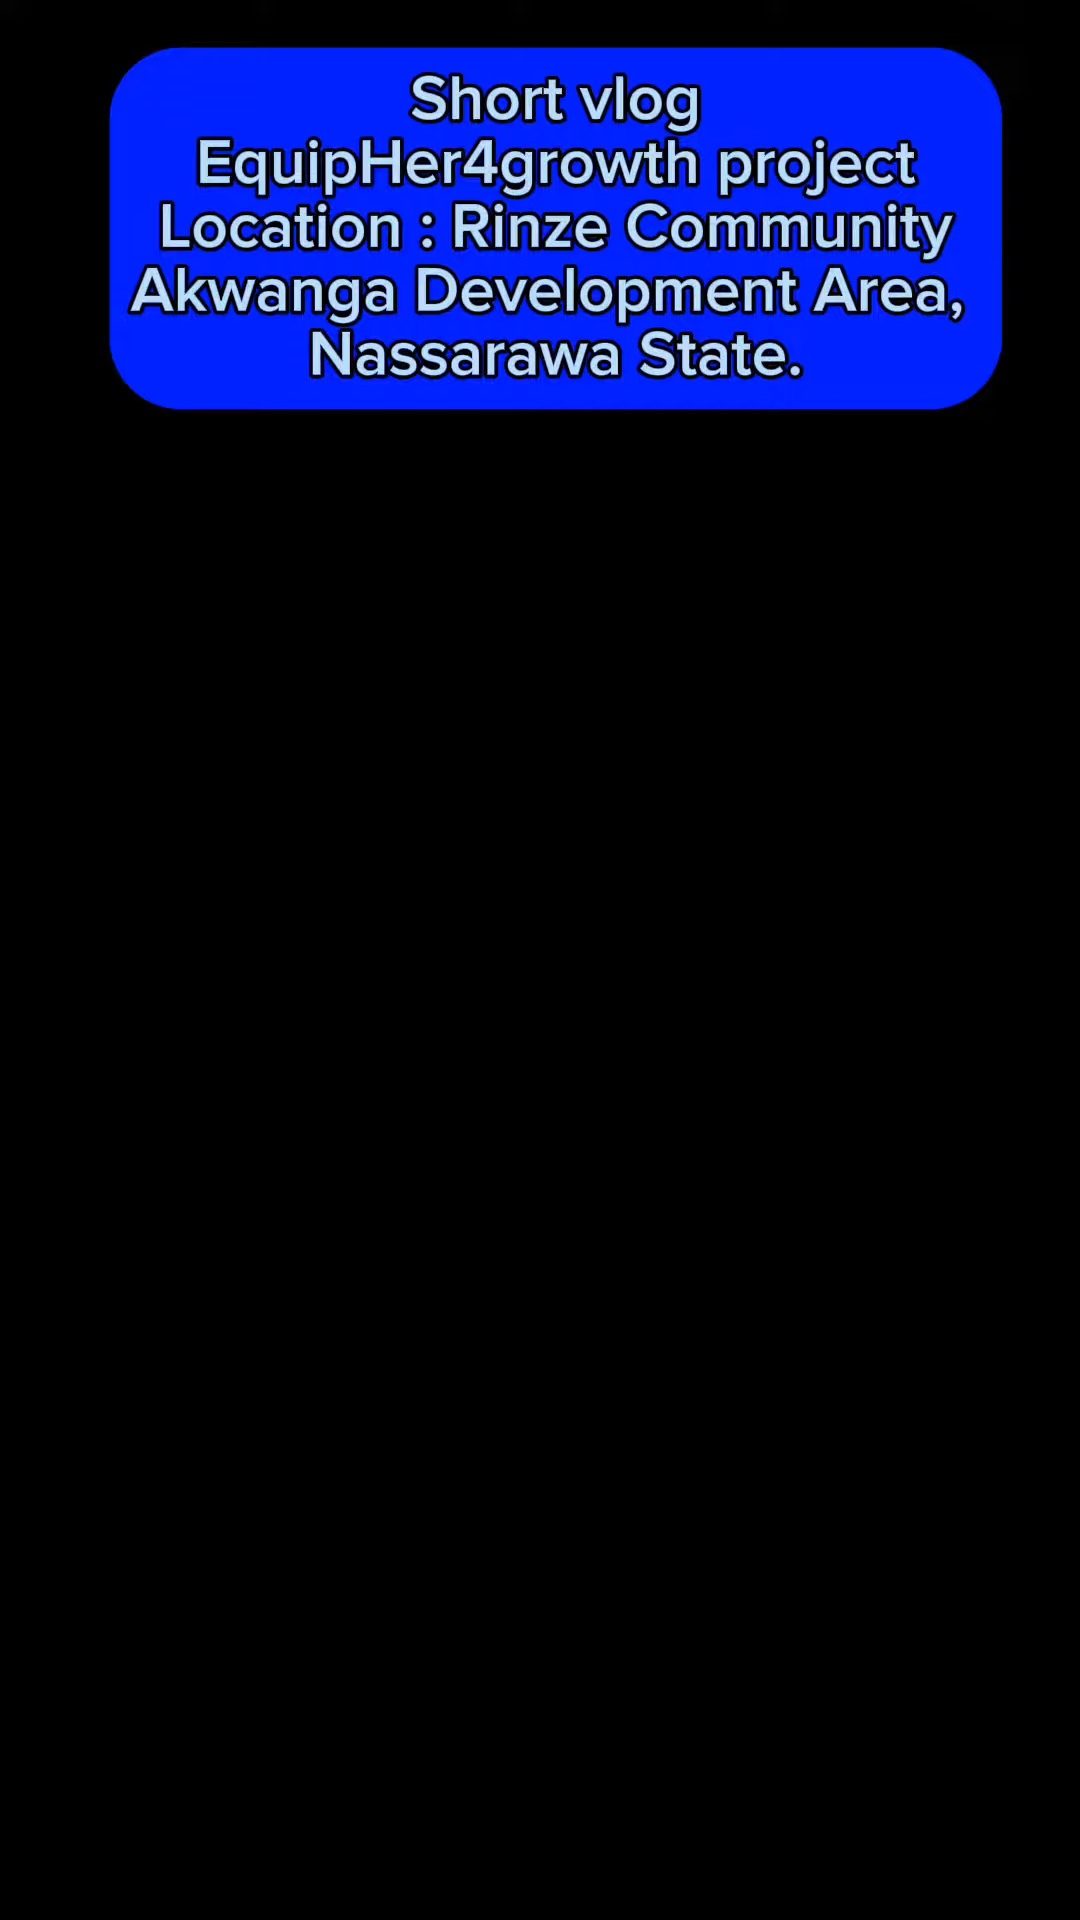 Short vlog
EquipHer4growth project
Location : Rinze Community
Akwanga Development Area,
Nassarawa State.